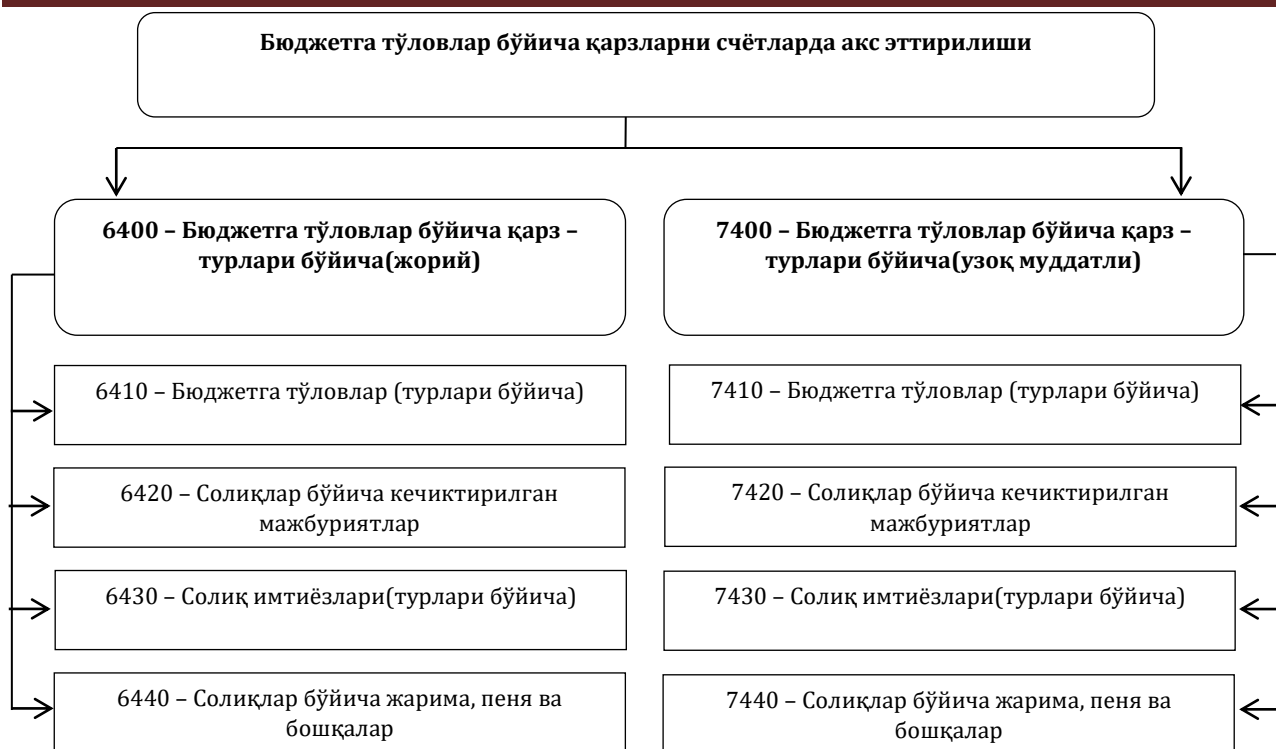 Бюджетга тўловлар бўйича қарзларни счётларда акс эттирилиши
6400 – Бюджетга тўловлар бўйича қарз –
турлари бўйича(жорий)
7400 – Бюджетга тўловлар бўйича қарз –
турлари бўйича(узоқ муддатли)
6410 – Бюджетга тўловлар (турлари бўйича)
7410 – Бюджетга тўловлар (турлари бўйича)
6420 – Солиқлар бўйича кечиктирилган
мажбуриятлар
7420 – Солиқлар бўйича кечиктирилган
мажбуриятлар
6430 – Солиқ имтиёзлари(турлари бўйича)
7430 – Солиқ имтиёзлари(турлари бўйича)
6440 – Солиқлар бўйича жарима, пеня ва
бошқалар
7440 – Солиқлар бўйича жарима, пеня ва
бошқалар